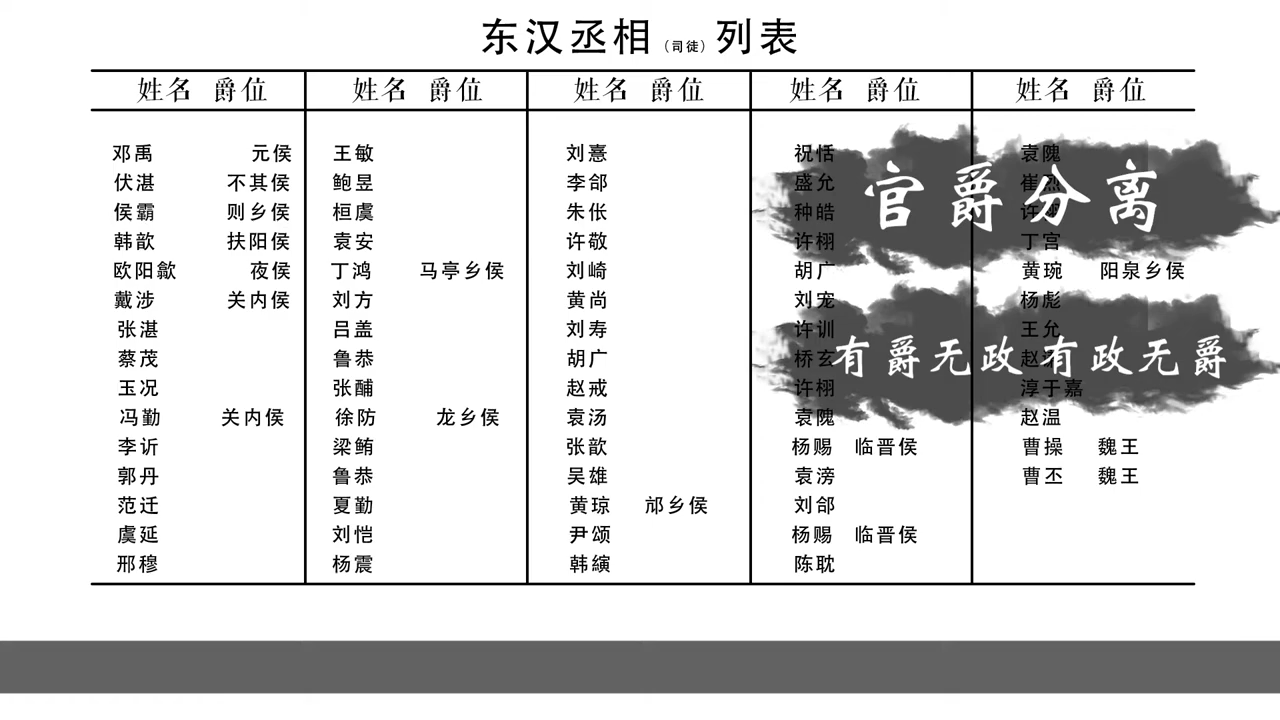 东汉丞相（司徒）列表
姓名 爵位 姓名 爵位 姓名 爵位 姓名 爵位 姓名 爵位
邓禹 元侯 王敏 刘憙 祝恬 袁隗
伏湛 不其侯 鲍昱 李郃 盛允 崔烈
侯霸 则乡侯 桓虞 朱伥 种皓 许
官爵分离
韩歆 扶阳侯 袁安 许敬 许栩 丁宫
欧阳歙 夜侯 丁鸿 马亭乡侯 刘崎 胡广 黄琬 阳泉乡侯
戴涉 关内侯 刘方 黄尚 刘宠 杨彪
张湛 吕盖 刘寿 许训 王允
蔡茂 鲁恭 胡广 桥玄 赵
有爵无政 有政无爵
玉况 张酺 赵戒 许栩 淳于嘉
冯勤 关内侯 徐防 龙乡侯 袁汤 袁隗 赵温
李䜣 梁鲔 张歆 杨赐 临晋侯 曹操 魏王
郭丹 鲁恭 吴雄 袁滂 曹丕 魏王
范迁 夏勤 黄琼 邟乡侯 刘郃
虞延 刘恺 尹颂 杨赐 临晋侯
邢穆 杨震 韩縯 陈耽